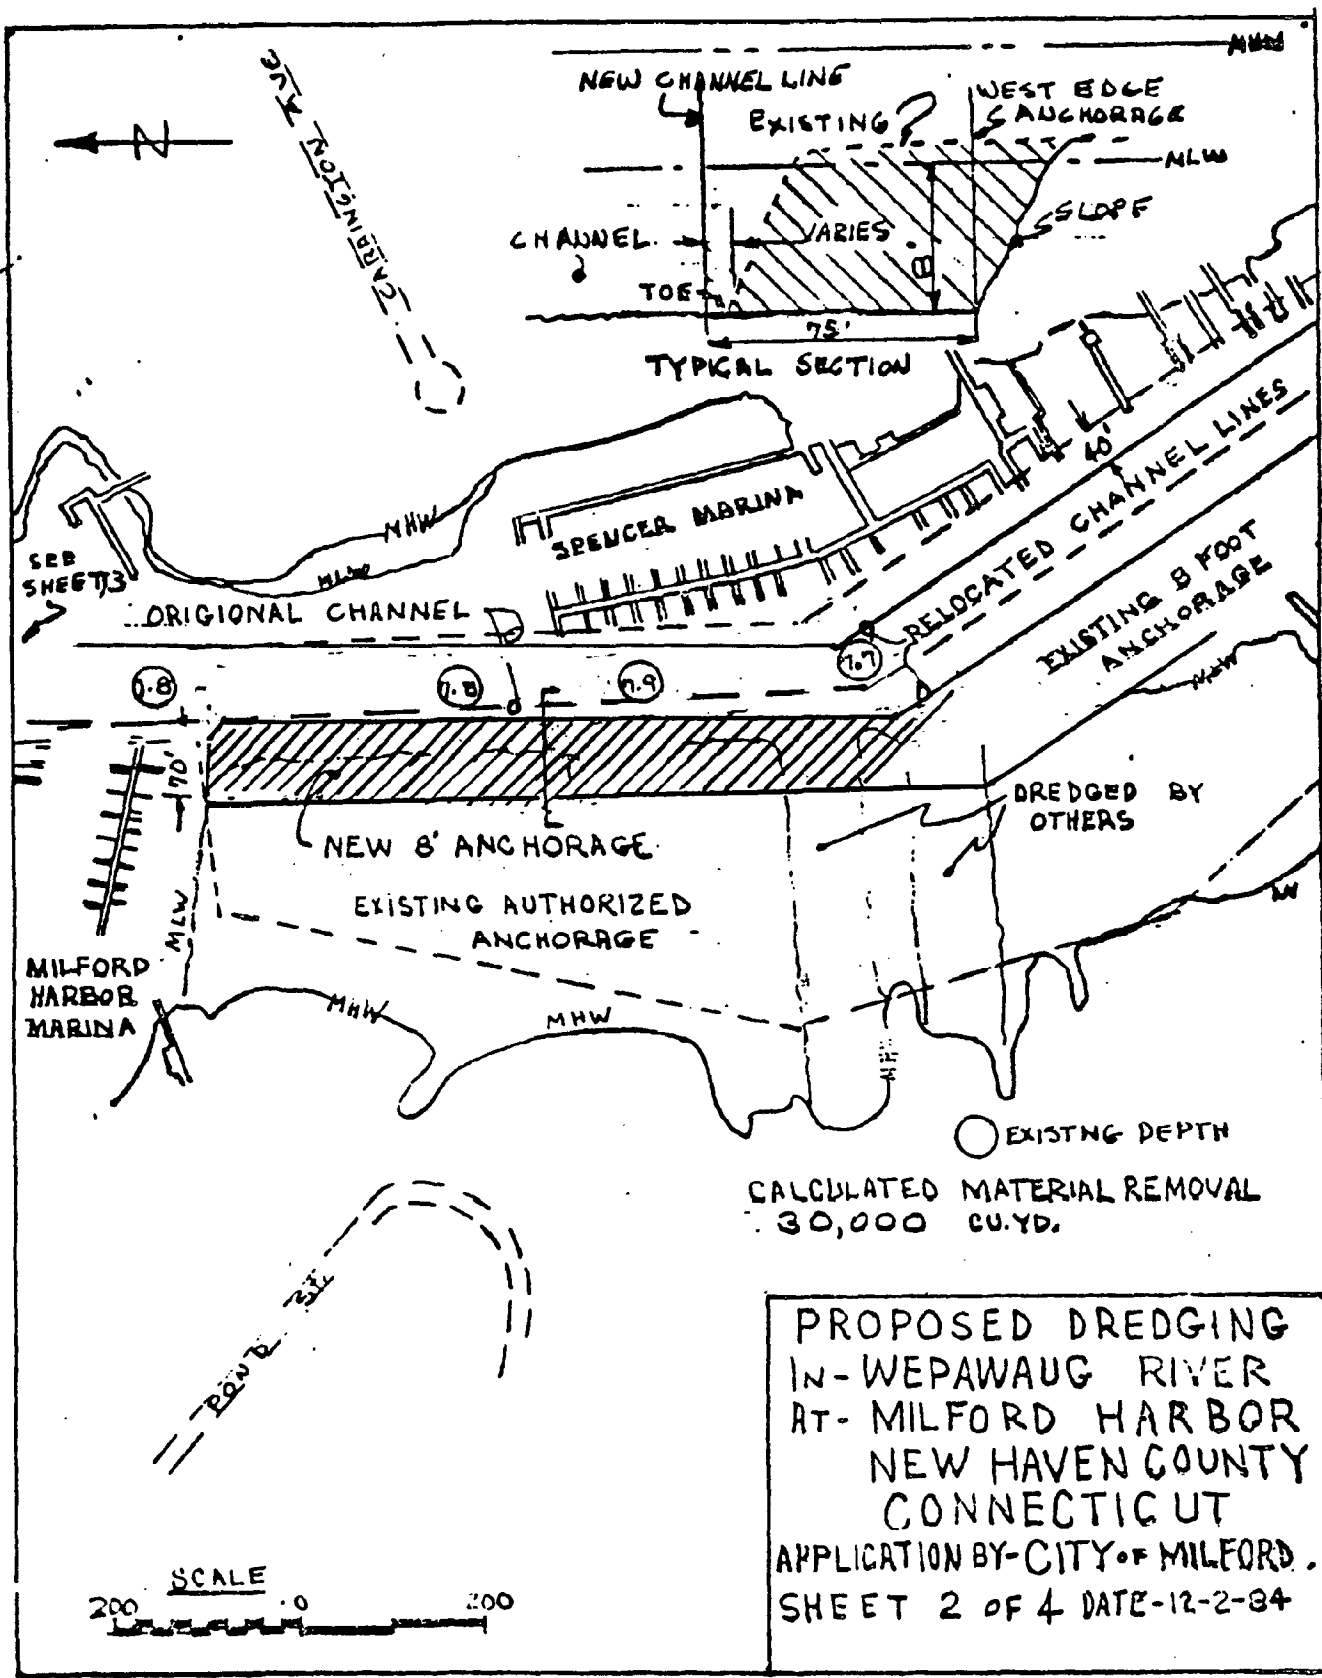 MHW
NEW CHANNEL LINE
WEST EDGE
ANCHORAGE
EXISTING
MLW
N
CARRINGTON AVE
SLOPE
CHANNEL
VARIES
8'
TOE
75'
TYPICAL SECTION
40'
SPENCER MARINA
MHW
MLW
SEE
SHEET 3
ORIGIONAL CHANNEL
RELOCATED CHANNEL LINES
EXISTING 8 FOOT
ANCHORAGE
7.8
7.8
7.9
7.7
MLW
70'
NEW 8' ANCHORAGE
DREDGED BY
OTHERS
EXISTING AUTHORIZED
ANCHORAGE
MLW
MILFORD
HARBOR
MARINA
MHW
MHW
EXISTNG DEPTH
CALCULATED MATERIAL REMOVAL
30,000 CU.YD.
POND ST.
PROPOSED DREDGING
IN- WEPAWAUG RIVER
AT- MILFORD HARBOR
NEW HAVEN COUNTY
CONNECTICUT
APPLICATION BY- CITY OF MILFORD.
SHEET 2 OF 4 DATE-12-2-84
SCALE
200 0 200